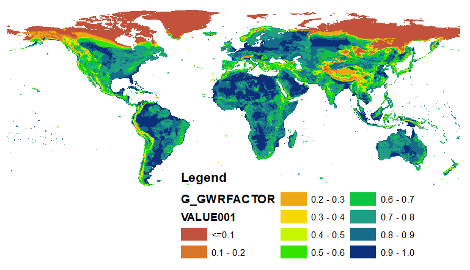 Legend
G_GWRFACTOR
VALUE001
<=0.1
0.1 - 0.2
0.2 - 0.3
0.3 - 0.4
0.4 - 0.5
0.5 - 0.6
0.6 - 0.7
0.7 - 0.8
0.8 - 0.9
0.9 - 1.0